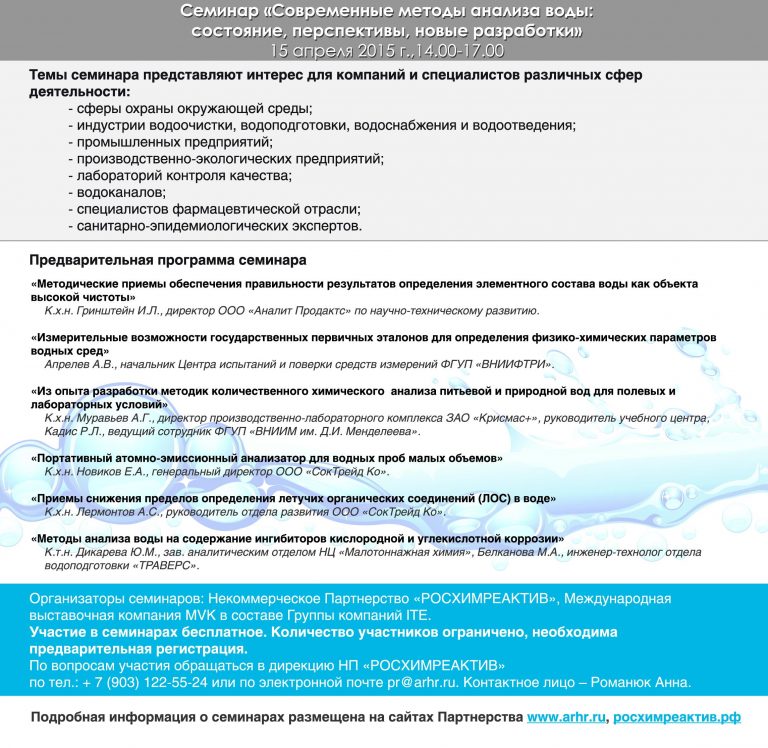 Семинар «Современные методы анализа воды:
состояние, перспективы, новые разработки»
15 апреля 2015 г.,14.00-17.00
Темы семинара представляют интерес для компаний и специалистов различных сфер
деятельности:
- сферы охраны окружающей среды;
- индустрии водоочистки, водоподготовки, водоснабжения и водоотведения;
- промышленных предприятий;
- производственно-экологических предприятий;
- лабораторий контроля качества;
- водоканалов;
- специалистов фармацевтической отрасли;
- санитарно-эпидемиологических экспертов.
Предварительная программа семинара
«Методические приемы обеспечения правильности результатов определения элементного состава воды как объекта
высокой чистоты»
К.х.н. Гринштейн И.Л., директор ООО «Аналит Продактс» по научно-техническому развитию.
«Измерительные возможности государственных первичных эталонов для определения физико-химических параметров
водных сред»
Апрелев А.В., начальник Центра испытаний и поверки средств измерений ФГУП «ВНИИФТРИ».
«Из опыта разработки методик количественного химического анализа питьевой и природной вод для полевых и
лабораторных условий»
К.х.н. Муравьев А.Г., директор производственно-лабораторного комплекса ЗАО «Крисмас+», руководитель учебного центра,
Кадис Р.Л., ведущий сотрудник ФГУП «ВНИИМ им. Д.И. Менделеева».
«Портативный атомно-эмиссионный анализатор для водных проб малых объемов»
К.х.н. Новиков Е.А., генеральный директор ООО «СокТрейд Ко».
«Приемы снижения пределов определения летучих органических соединений (ЛОС) в воде»
К.х.н. Лермонтов А.С., руководитель отдела развития ООО «СокТрейд Ко».
«Методы анализа воды на содержание ингибиторов кислородной и углекислотной коррозии»
К.т.н. Дикарева Ю.М., зав. аналитическим отделом НЦ «Малотоннажная химия», Белканова М.А., инженер-технолог отдела
водоподготовки «ТРАВЕРС».
Организаторы семинаров: Некоммерческое Партнерство «РОСХИМРЕАКТИВ», Международная
выставочная компания MVK в составе Группы компаний ITE.
Участие в семинарах бесплатное. Количество участников ограничено, необходима
предварительная регистрация.
По вопросам участия обращаться в дирекцию НП «РОСХИМРЕАКТИВ»
по тел.: + 7 (903) 122-55-24 или по электронной почте pr@arhr.ru. Контактное лицо – Романюк Анна.
Подробная информация о семинарах размещена на сайтах Партнерства www.arhr.ru, росхимреактив.рф